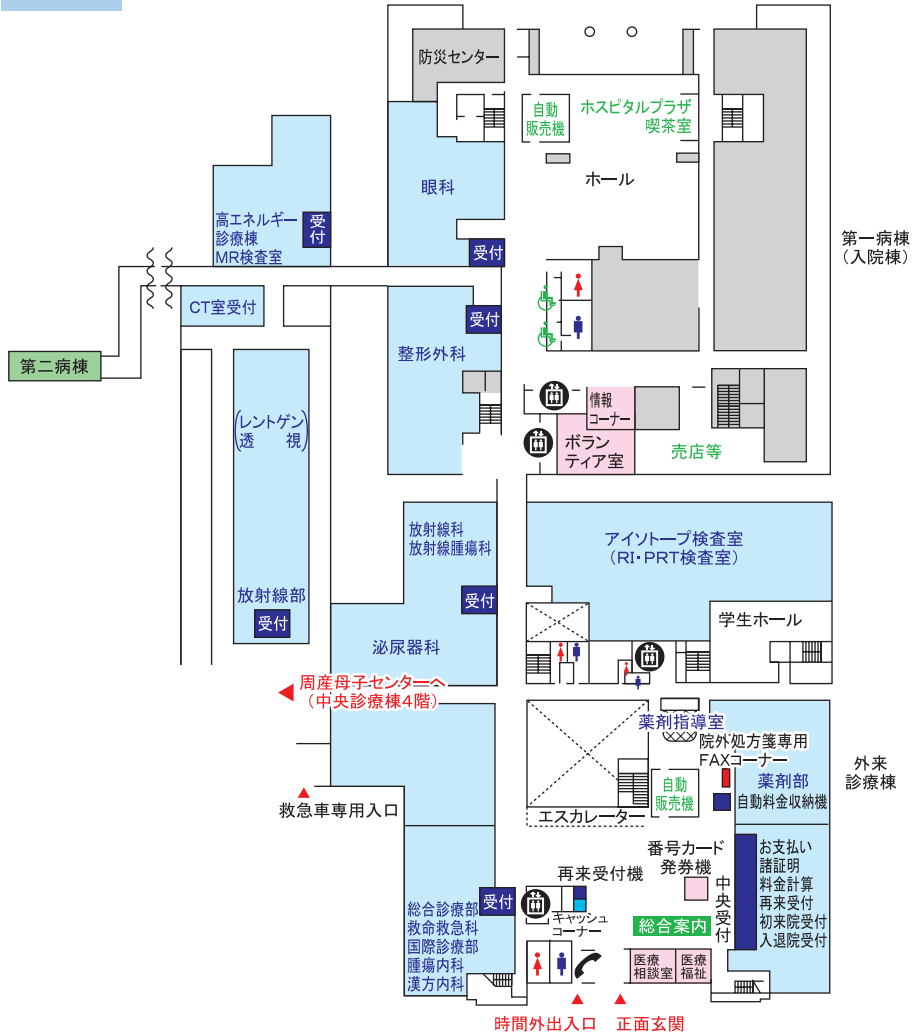 防災センター
自動
販売機
ホスピタルプラザ
喫茶室
眼科
ホール
高エネルギー
診療棟
MR検査室
受付
受付
第一病棟
(入院棟)
CT室受付
受付
整形外科
第二病棟
情報
コーナー
ボラン
ティア室
売店等
(レントゲン)
透視
放射線科
放射線腫瘍科
アイソトープ検査室
(RI・PRT検査室)
放射線部
受付
受付
学生ホール
泌尿器科
周産母子センターへ
(中央診療棟4階)
薬剤指導室
院外処方箋専用
FAXコーナー
外来
診療棟
自動
販売機
薬剤部
自動料金収納機
救急車専用入口
エスカレーター
番号カード
発券機
お支払い
諸証明
料金計算
再来受付
初来院受付
入退院受付
再来受付機
中央受付
受付
キャッシュ
コーナー
総合案内
総合診療部
救命救急科
国際診療部
腫瘍内科
漢方内科
医療
相談室
医療
福祉
時間外出入口
正面玄関